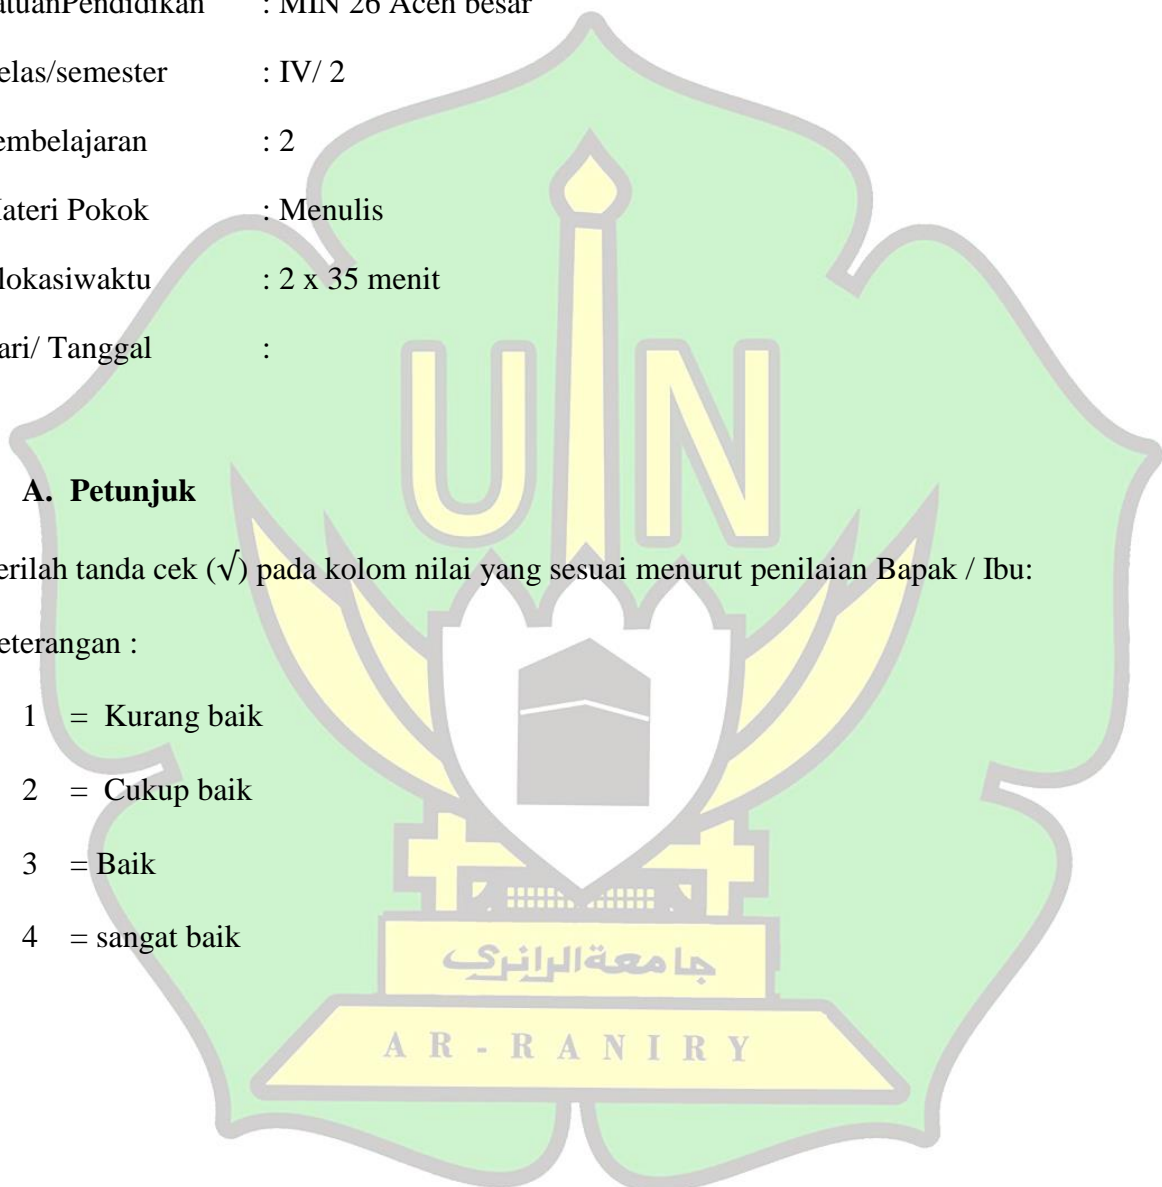 atuanPendidikan : MIN 26 Aceh besar
elas/semester : IV/ 2
embelajaran : 2
ateri Pokok : Menulis
lokasiwaktu : 2 x 35 menit
ari/ Tanggal :
A. Petunjuk
erilah tanda cek (√) pada kolom nilai yang sesuai menurut penilaian Bapak / Ibu:
eterangan :
1 = Kurang baik
2 = Cukup baik
3 = Baik
4 = sangat baik
UIN
جامعةالرانري
AR-RANIRY